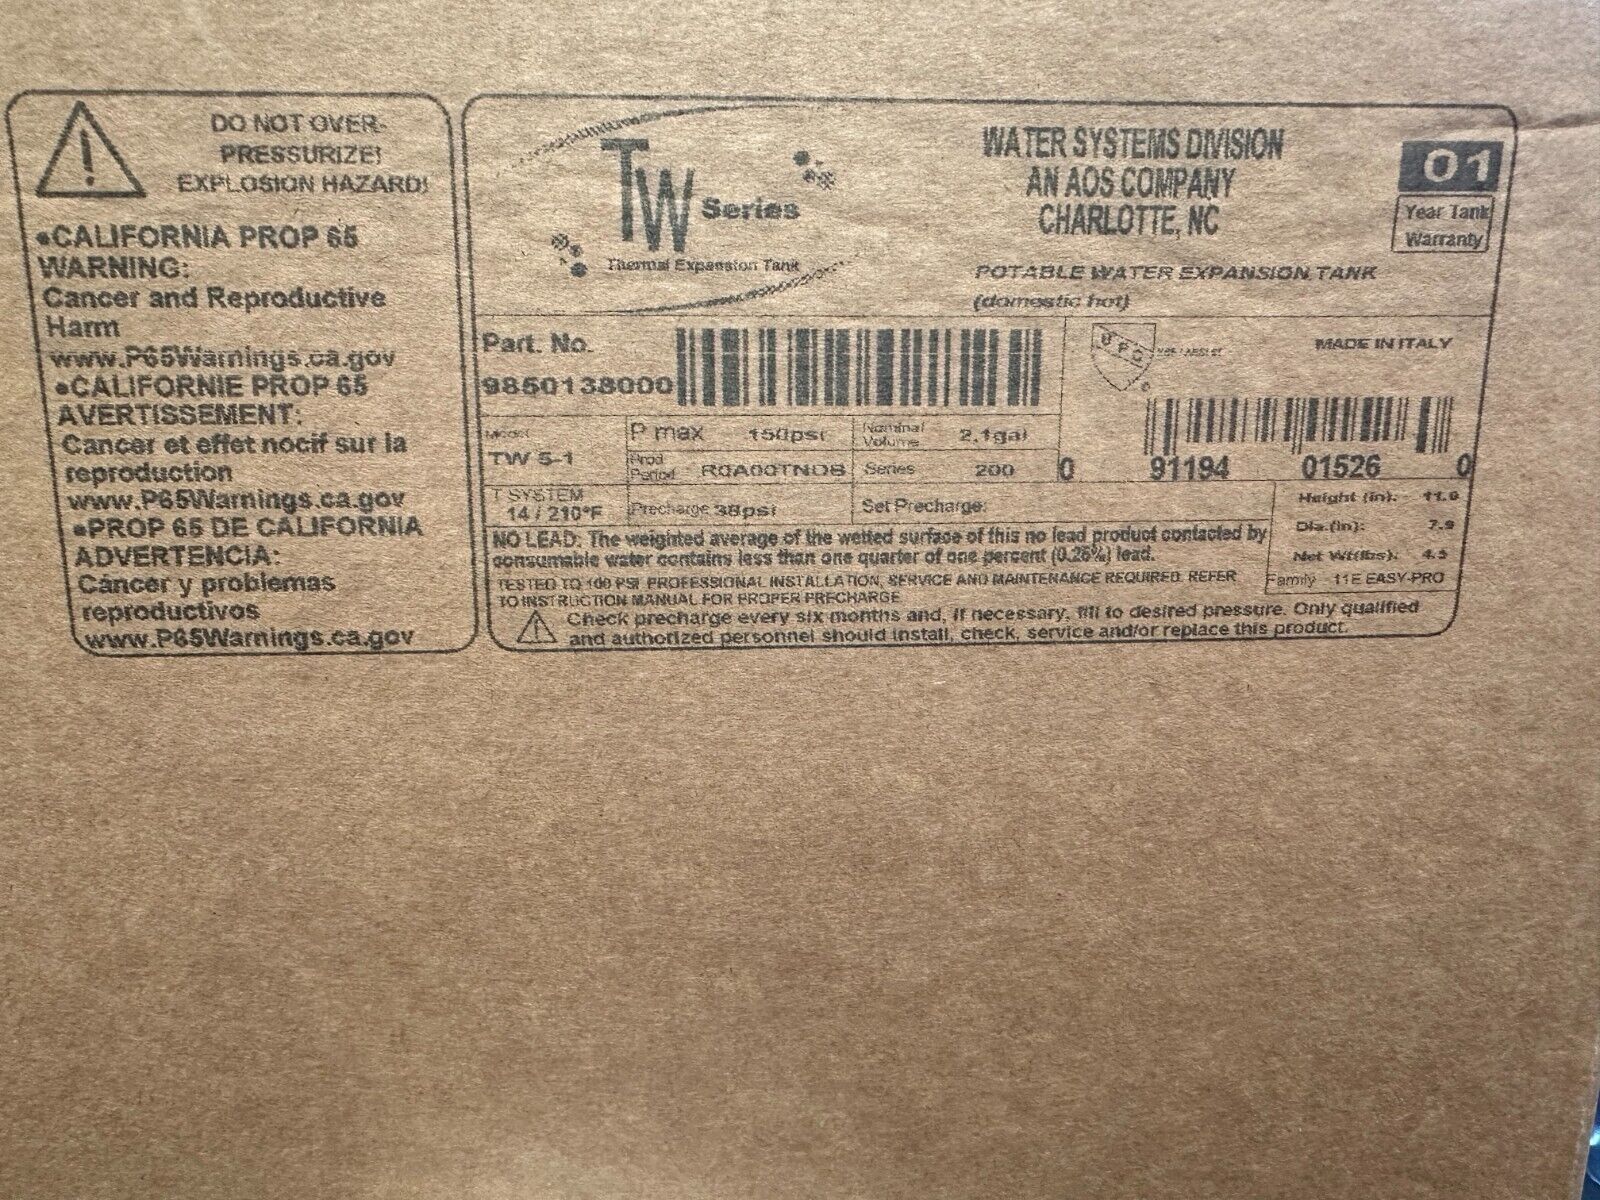 DO NOT OVER-
PRESSURIZE!
EXPLOSION HAZARD!
•CALIFORNIA PROP 65
WARNING:
Cancer and Reproductive
Harm
www.P65Warnings.ca.gov
•CALIFORNIE PROP 65
AVERTISSEMENT:
Cancer et effet nocif sur la
reproduction
www.P65Warnings.ca.gov
•PROP 65 DE CALIFORNIA
ADVERTENCIA:
Cáncer y problemas
reproductivos
www.P65Warnings.ca.gov
TW Series
Thermal Expansion Tank
WATER SYSTEMS DIVISION
AN AOS COMPANY
CHARLOTTE, NC
01
Year Tank
Warranty
POTABLE WATER EXPANSION TANK
(domestic hot)
Part. No.
9850138000
UPC
MADE IN ITALY
0 91194 01526 0
Model
TW 5-1
P max 150psi
Nominal Volume 2.1gal
Prod Period R0A00TNDB
Series 200
T SYSTEM
14 / 210°F
Precharge 38psi
Set Precharge:
Height (in): 11.9
Dia.(in): 7.9
Net Wt(lbs): 4.5
Family 11E EASY-PRO
NO LEAD: The weighted average of the wetted surface of this no lead product contacted by
consumable water contains less than one quarter of one percent (0.25%) lead.
TESTED TO 100 PSI. PROFESSIONAL INSTALLATION, SERVICE AND MAINTENANCE REQUIRED. REFER
TO INSTRUCTION MANUAL FOR PROPER PRECHARGE
Check precharge every six months and, if necessary, fill to desired pressure. Only qualified
and authorized personnel should install, check, service and/or replace this product.